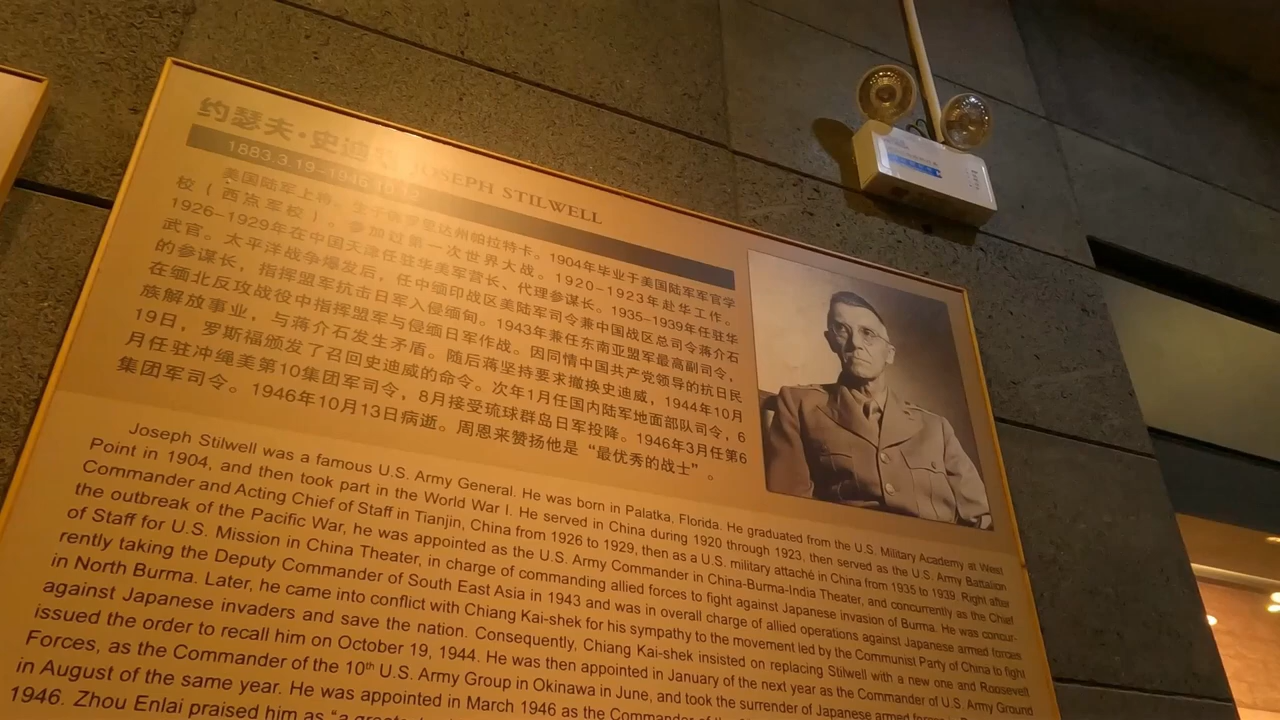 约瑟夫·史迪 JOSEPH STILWELL
1883.3.19-1946.10.12
美国陆军上将。生于佛罗里达州帕拉特卡。1904年毕业于美国陆军军官学
校（西点军校）。参加过第一次世界大战。1920-1923年赴华工作。
1926-1929年在中国天津任驻华美军营长、代理参谋长。1935-1939年任驻华
武官。太平洋战争爆发后，任中缅印战区美陆军司令兼中国战区总司令蒋介石
的参谋长，指挥盟军抗击日军入侵缅甸。1943年兼任东南亚盟军最高副司令，
在缅北反攻战役中指挥盟军与侵缅日军作战。因同情中国共产党领导的抗日民
族解放事业，与蒋介石发生矛盾。随后蒋坚持要求撤换史迪威，1944年10月
19日，罗斯福颁发了召回史迪威的命令。次年1月任国内陆军地面部队司令，6
月任驻冲绳美第10集团军司令，8月接受琉球群岛日军投降。1946年3月任第6
集团军司令。1946年10月13日病逝。周恩来赞扬他是“最优秀的战士”。
Joseph Stilwell was a famous U.S. Army General. He was born in Palatka, Florida. He graduated from the U.S. Military Academy at West
Point in 1904, and then took part in the World War I. He served in China during 1920 through 1923, then served as the U.S. Army Battalion
Commander and Acting Chief of Staff in Tianjin, China from 1926 to 1929, then as a U.S. military attaché in China from 1935 to 1939. Right after
the outbreak of the Pacific War, he was appointed as the U.S. Army Commander in China-Burma-India Theater, and concurrently as the Chief
of Staff for U.S. Mission in China Theater, in charge of commanding allied forces to fight against Japanese invasion of Burma. He was concur-
rently taking the Deputy Commander of South East Asia in 1943 and was in overall charge of allied operations against Japanese armed forces
in North Burma. Later, he came into conflict with Chiang Kai-shek for his sympathy to the movement led by the Communist Party of China to fight
against Japanese invaders and save the nation. Consequently, Chiang Kai-shek insisted on replacing Stilwell with a new one and Roosevelt
issued the order to recall him on October 19, 1944. He was then appointed in January of the next year as the Commander of U.S. Army Ground
Forces, as the Commander of the 10th U.S. Army Group in Okinawa in June, and took the surrender of Japanese armed
in August of the same year. He was appointed in March 1946 as the Commander of
1946. Zhou Enlai praised him as “a